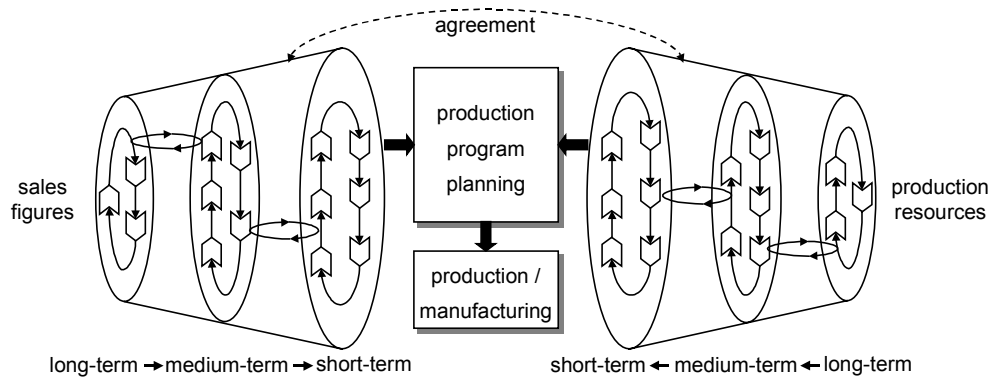 agreement
production
program
planning
sales
figures
production
resources
production /
manufacturing
long-term medium-term short-term
short-term medium-term long-term